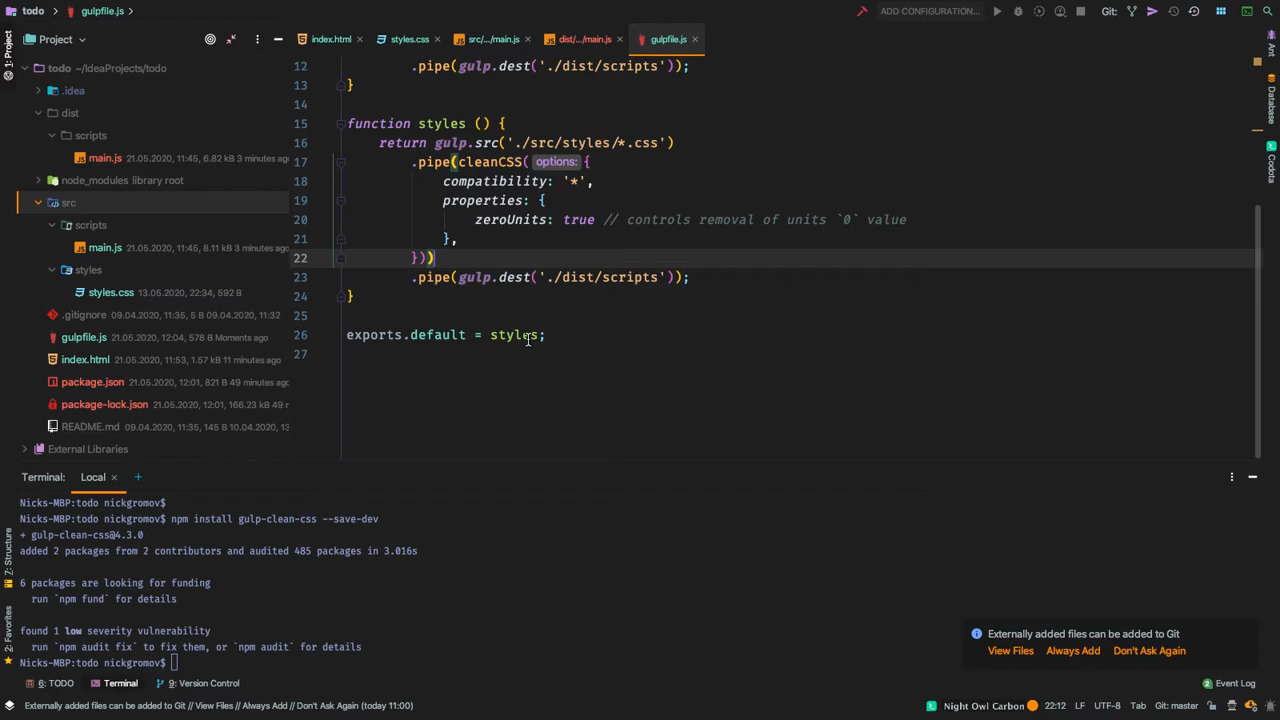 todo
gulpfile.js
ADD CONFIGURATION...
Git:
Project
index.html
styles.css
src/.../main.js
dist/.../main.js
gulpfile.js
1: Project
todo ~/IdeaProjects/todo
.idea
dist
scripts
main.js 21.05.2020, 11:45, 6.82 kB 3 minutes ago
node_modules library root
src
scripts
main.js 21.05.2020, 11:45, 8.11 kB 3 minutes ago
styles
styles.css 13.05.2020, 22:34, 592 B
.gitignore 09.04.2020, 11:35, 5 B 09.04.2020, 11:32
gulpfile.js 21.05.2020, 12:04, 578 B Moments ago
index.html 21.05.2020, 11:53, 1.57 kB 11 minutes ago
package.json 21.05.2020, 12:01, 821 B 49 minutes ago
package-lock.json 21.05.2020, 12:01, 166.23 kB 49 m
README.md 09.04.2020, 11:35, 145 B 10.04.2020, 13
External Libraries
12 .pipe(gulp.dest('./dist/scripts'));
13 }
14
15 function styles () {
16 return gulp.src('./src/styles/*.css')
17 .pipe(cleanCSS( options: {
18 compatibility: '*',
19 properties: {
20 zeroUnits: true // controls removal of units `0` value
21 },
22 }))
23 .pipe(gulp.dest('./dist/scripts'));
24 }
25
26 exports.default = styles;
27
Ant
Database
Codota
Terminal: Local +
Nicks-MBP:todo nickgromov$
Nicks-MBP:todo nickgromov$ npm install gulp-clean-css --save-dev
+ gulp-clean-css@4.3.0
added 2 packages from 2 contributors and audited 485 packages in 3.016s
6 packages are looking for funding
run `npm fund` for details
found 1 low severity vulnerability
run `npm audit fix` to fix them, or `npm audit` for details
Nicks-MBP:todo nickgromov$
Z: Structure
2: Favorites
Externally added files can be added to Git
View Files Always Add Don't Ask Again
6: TODO
Terminal
9: Version Control
2 Event Log
Externally added files can be added to Git // View Files // Always Add // Don't Ask Again (today 11:00)
Night Owl Carbon
22:12 LF UTF-8 Tab Git: master